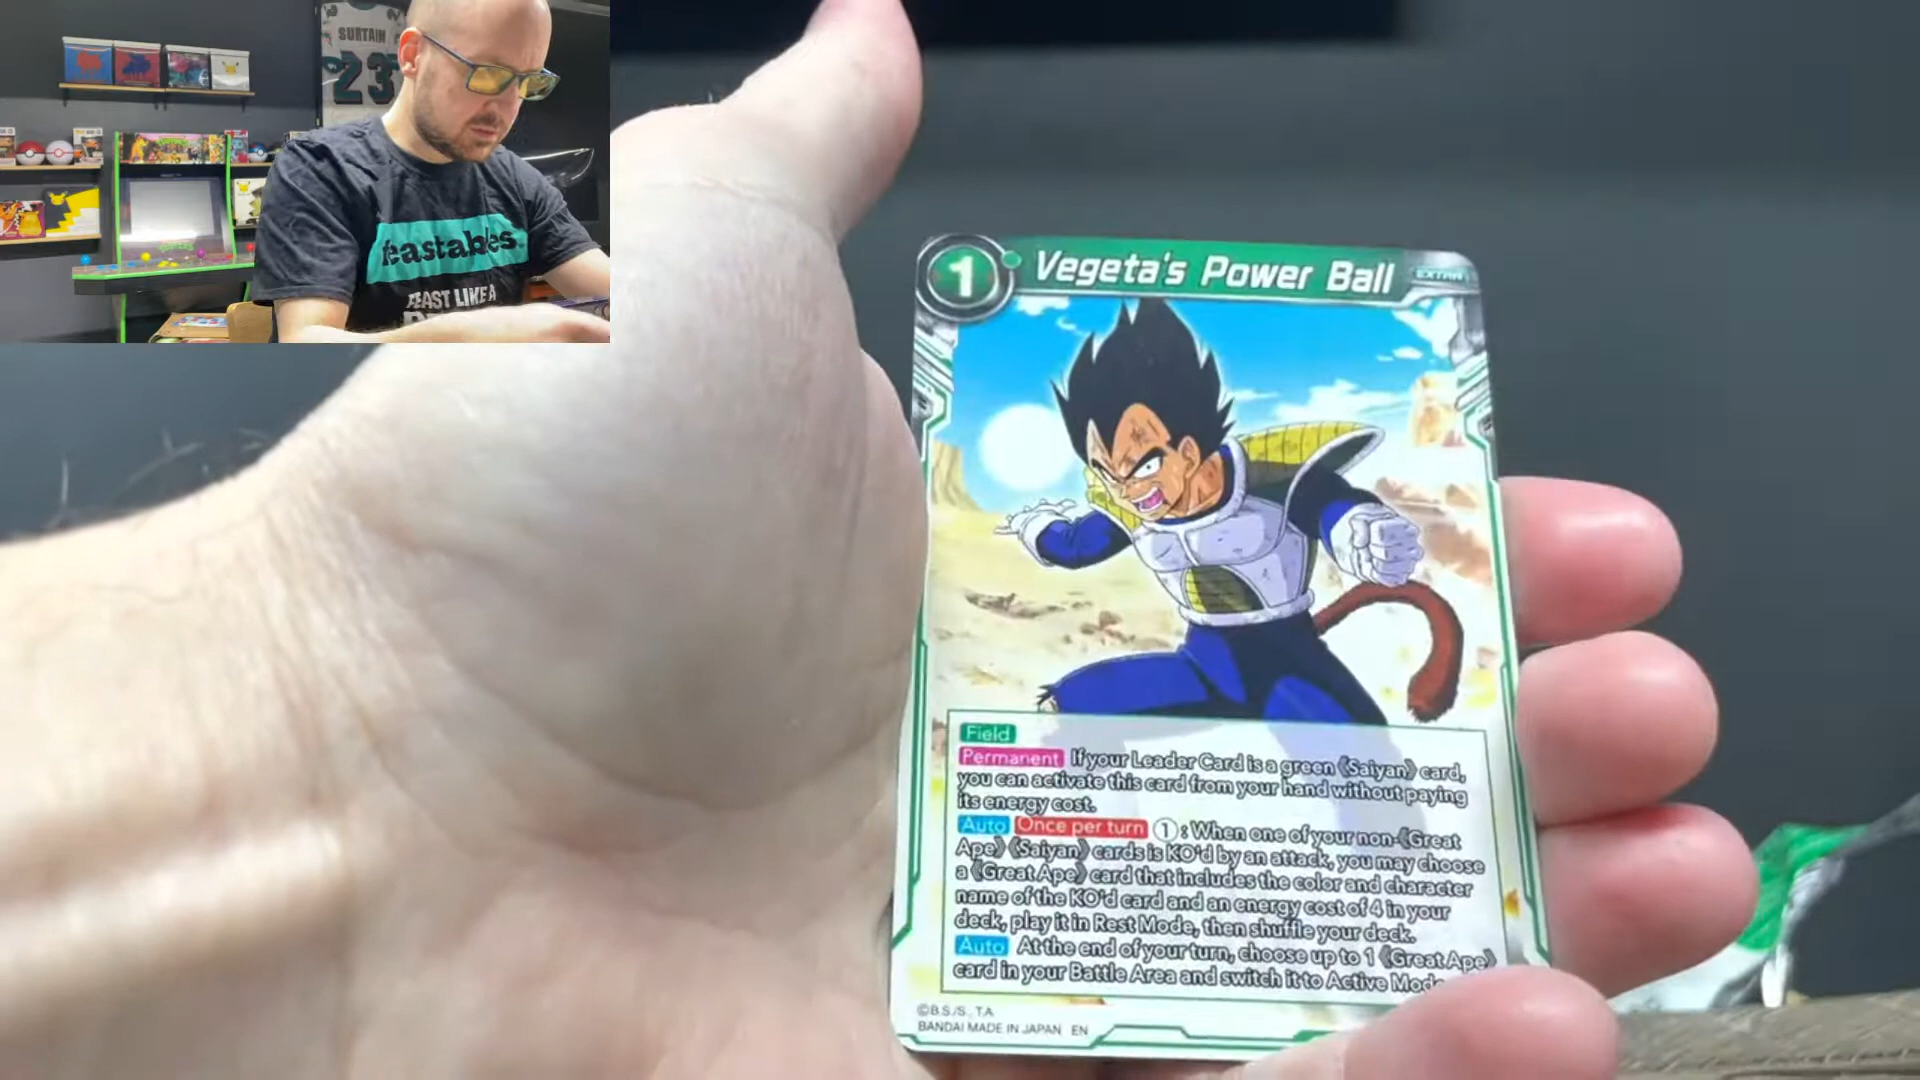 SURTAIN
23
feastables
FEAST LIKE A
1
Vegeta's Power Ball
EXTRA
Field
Permanent If your Leader Card is a green 《Saiyan》 card,
you can activate this card from your hand without paying
its energy cost.
Auto Once per turn ① : When one of your non-《Great
Ape》 《Saiyan》 cards is KO'd by an attack, you may choose
a 《Great Ape》 card that includes the color and character
name of the KO'd card and an energy cost of 4 in your
deck, play it in Rest Mode, then shuffle your deck.
Auto At the end of your turn, choose up to 1 《Great Ape》
card in your Battle Area and switch it to Active Mode
©B.S./S., T.A
BANDAI MADE IN JAPAN EN